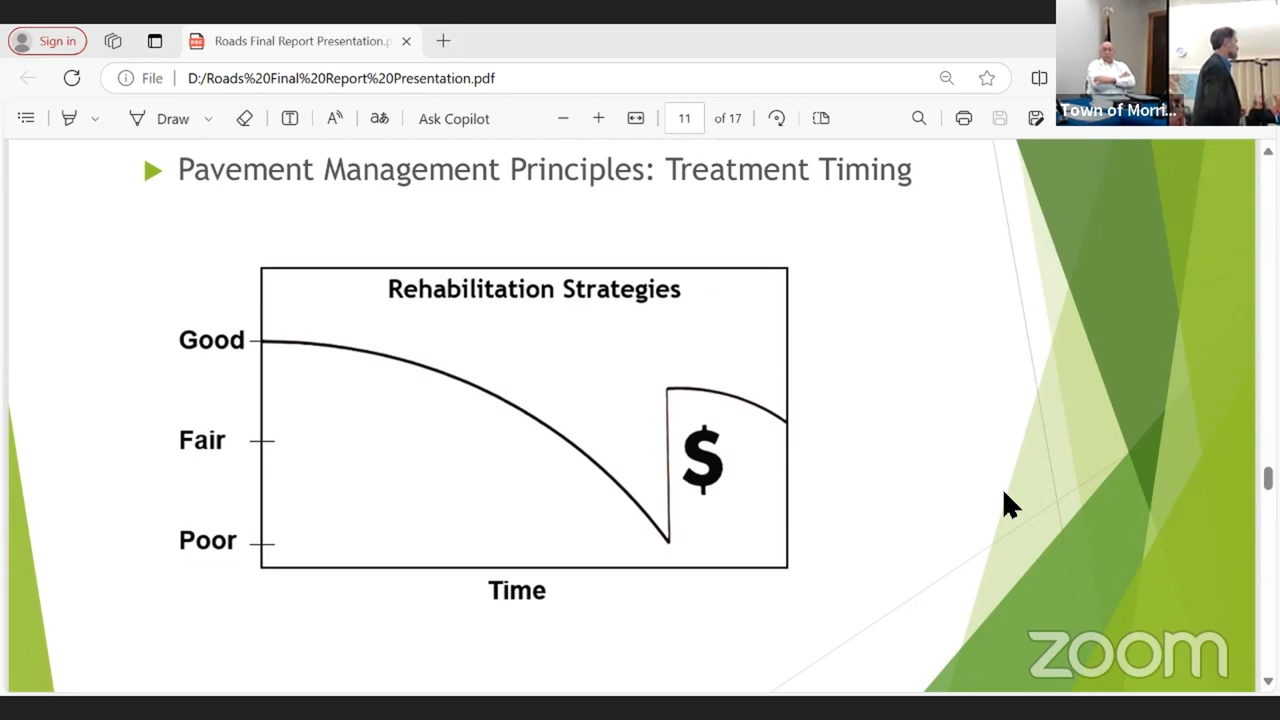 Sign in
Roads Final Report Presentation.p
File
D:/Roads%20Final%20Report%20Presentation.pdf
Draw
Ask Copilot
11 of 17
Town of Morri...
Pavement Management Principles: Treatment Timing
Rehabilitation Strategies
Good
Fair
$
Poor
Time
zoom